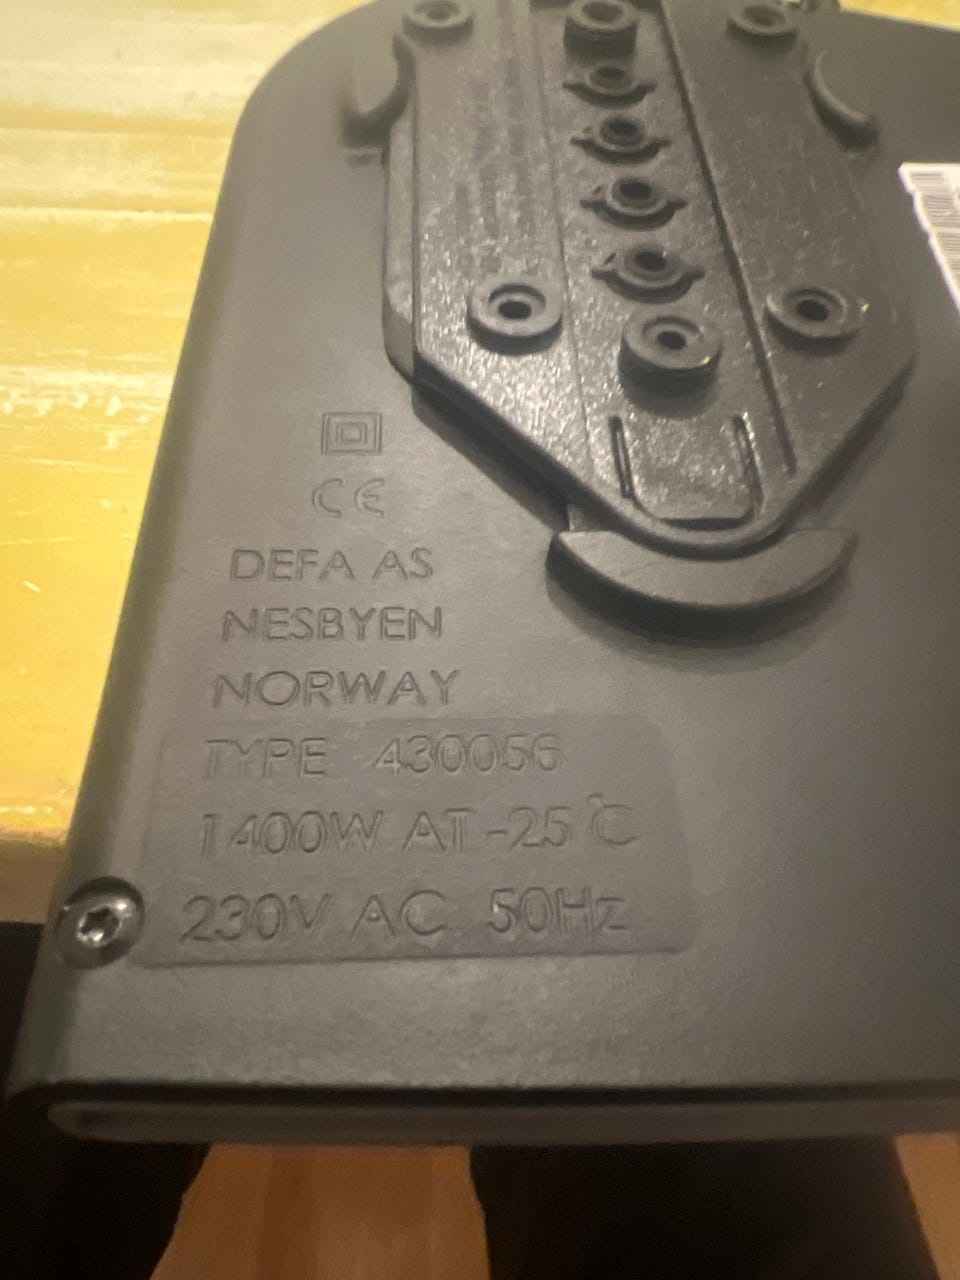 CE
DEFA AS
NESBYEN
NORWAY
TYPE 430056
1400W AT -25°C
230V AC 50Hz